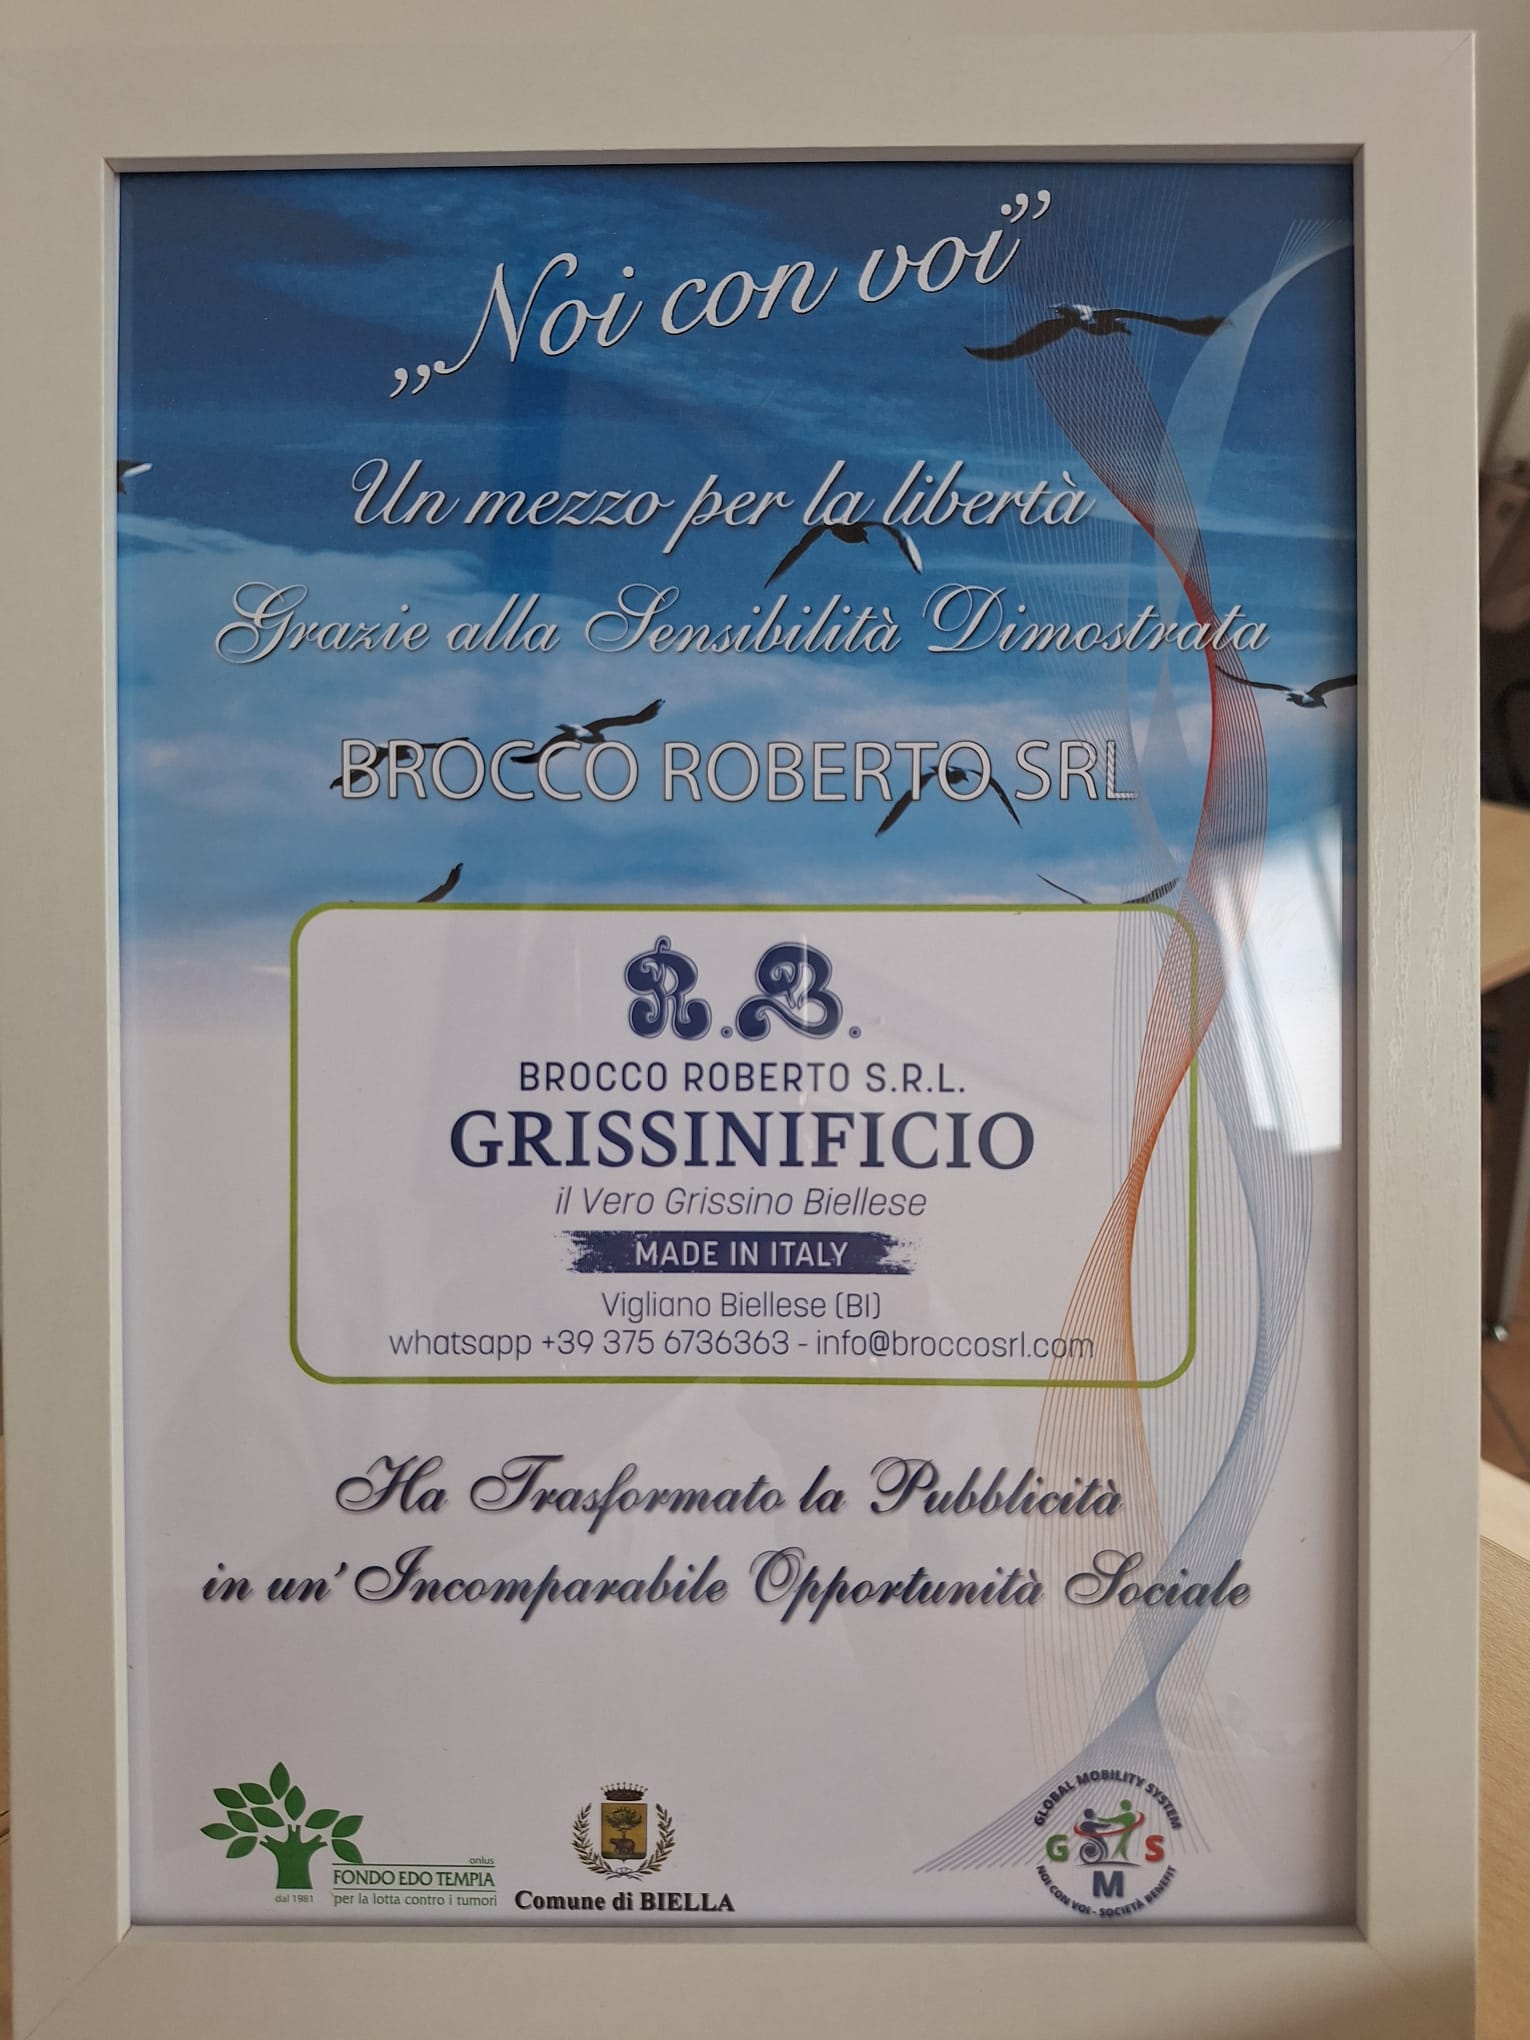 „Noi con voi”
Un mezzo per la libertà
Grazie alla Sensibilità Dimostrata
BROCCO ROBERTO SRL
R.B.
BROCCO ROBERTO S.R.L.
GRISSINIFICIO
il Vero Grissino Biellese
MADE IN ITALY
Vigliano Biellese (BI)
whatsapp +39 375 6736363 - info@broccosrl.com
Ha Trasformato la Pubblicità
in un' Incomparabile Opportunità Sociale
onlus
FONDO EDO TEMPIA
dal 1981 per la lotta contro i tumori
Comune di BIELLA
GLOBAL MOBILITY SYSTEM
G S
M
NOI CON VOI - SOCIETÀ BENEFIT